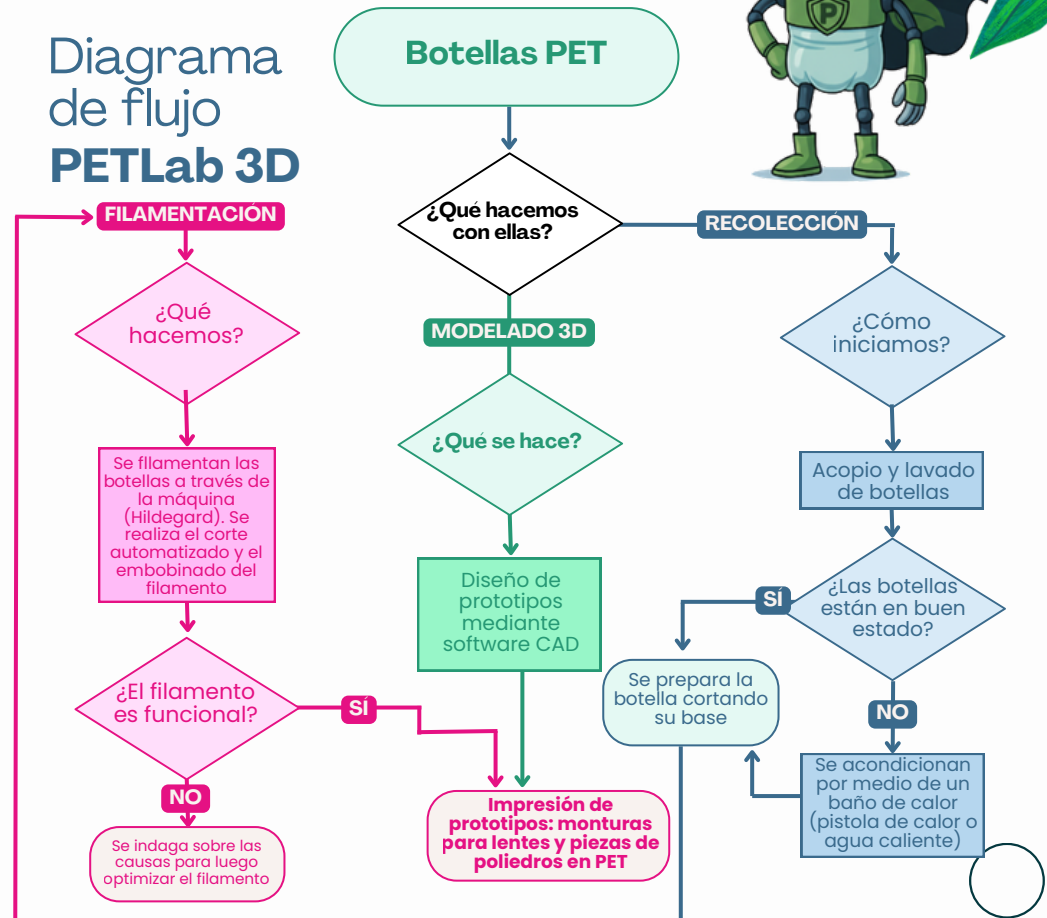 Diagrama
de flujo
PETLab 3D
Botellas PET
P
¿Qué hacemos
con ellas?
FILAMENTACIÓN
RECOLECCIÓN
MODELADO 3D
¿Qué
hacemos?
Se filamentan las
botellas a través de
la máquina
(Hildegard). Se
realiza el corte
automatizado y el
embobinado del
filamento
¿El filamento
es funcional?
SÍ
NO
Se indaga sobre las
causas para luego
optimizar el filamento
¿Qué se hace?
Diseño de
prototipos
mediante
software CAD
Impresión de
prototipos: monturas
para lentes y piezas de
poliedros en PET
¿Cómo
iniciamos?
Acopio y lavado
de botellas
¿Las botellas
están en buen
estado?
SÍ
Se prepara la
botella cortando
su base
NO
Se acondicionan
por medio de un
baño de calor
(pistola de calor o
agua caliente)